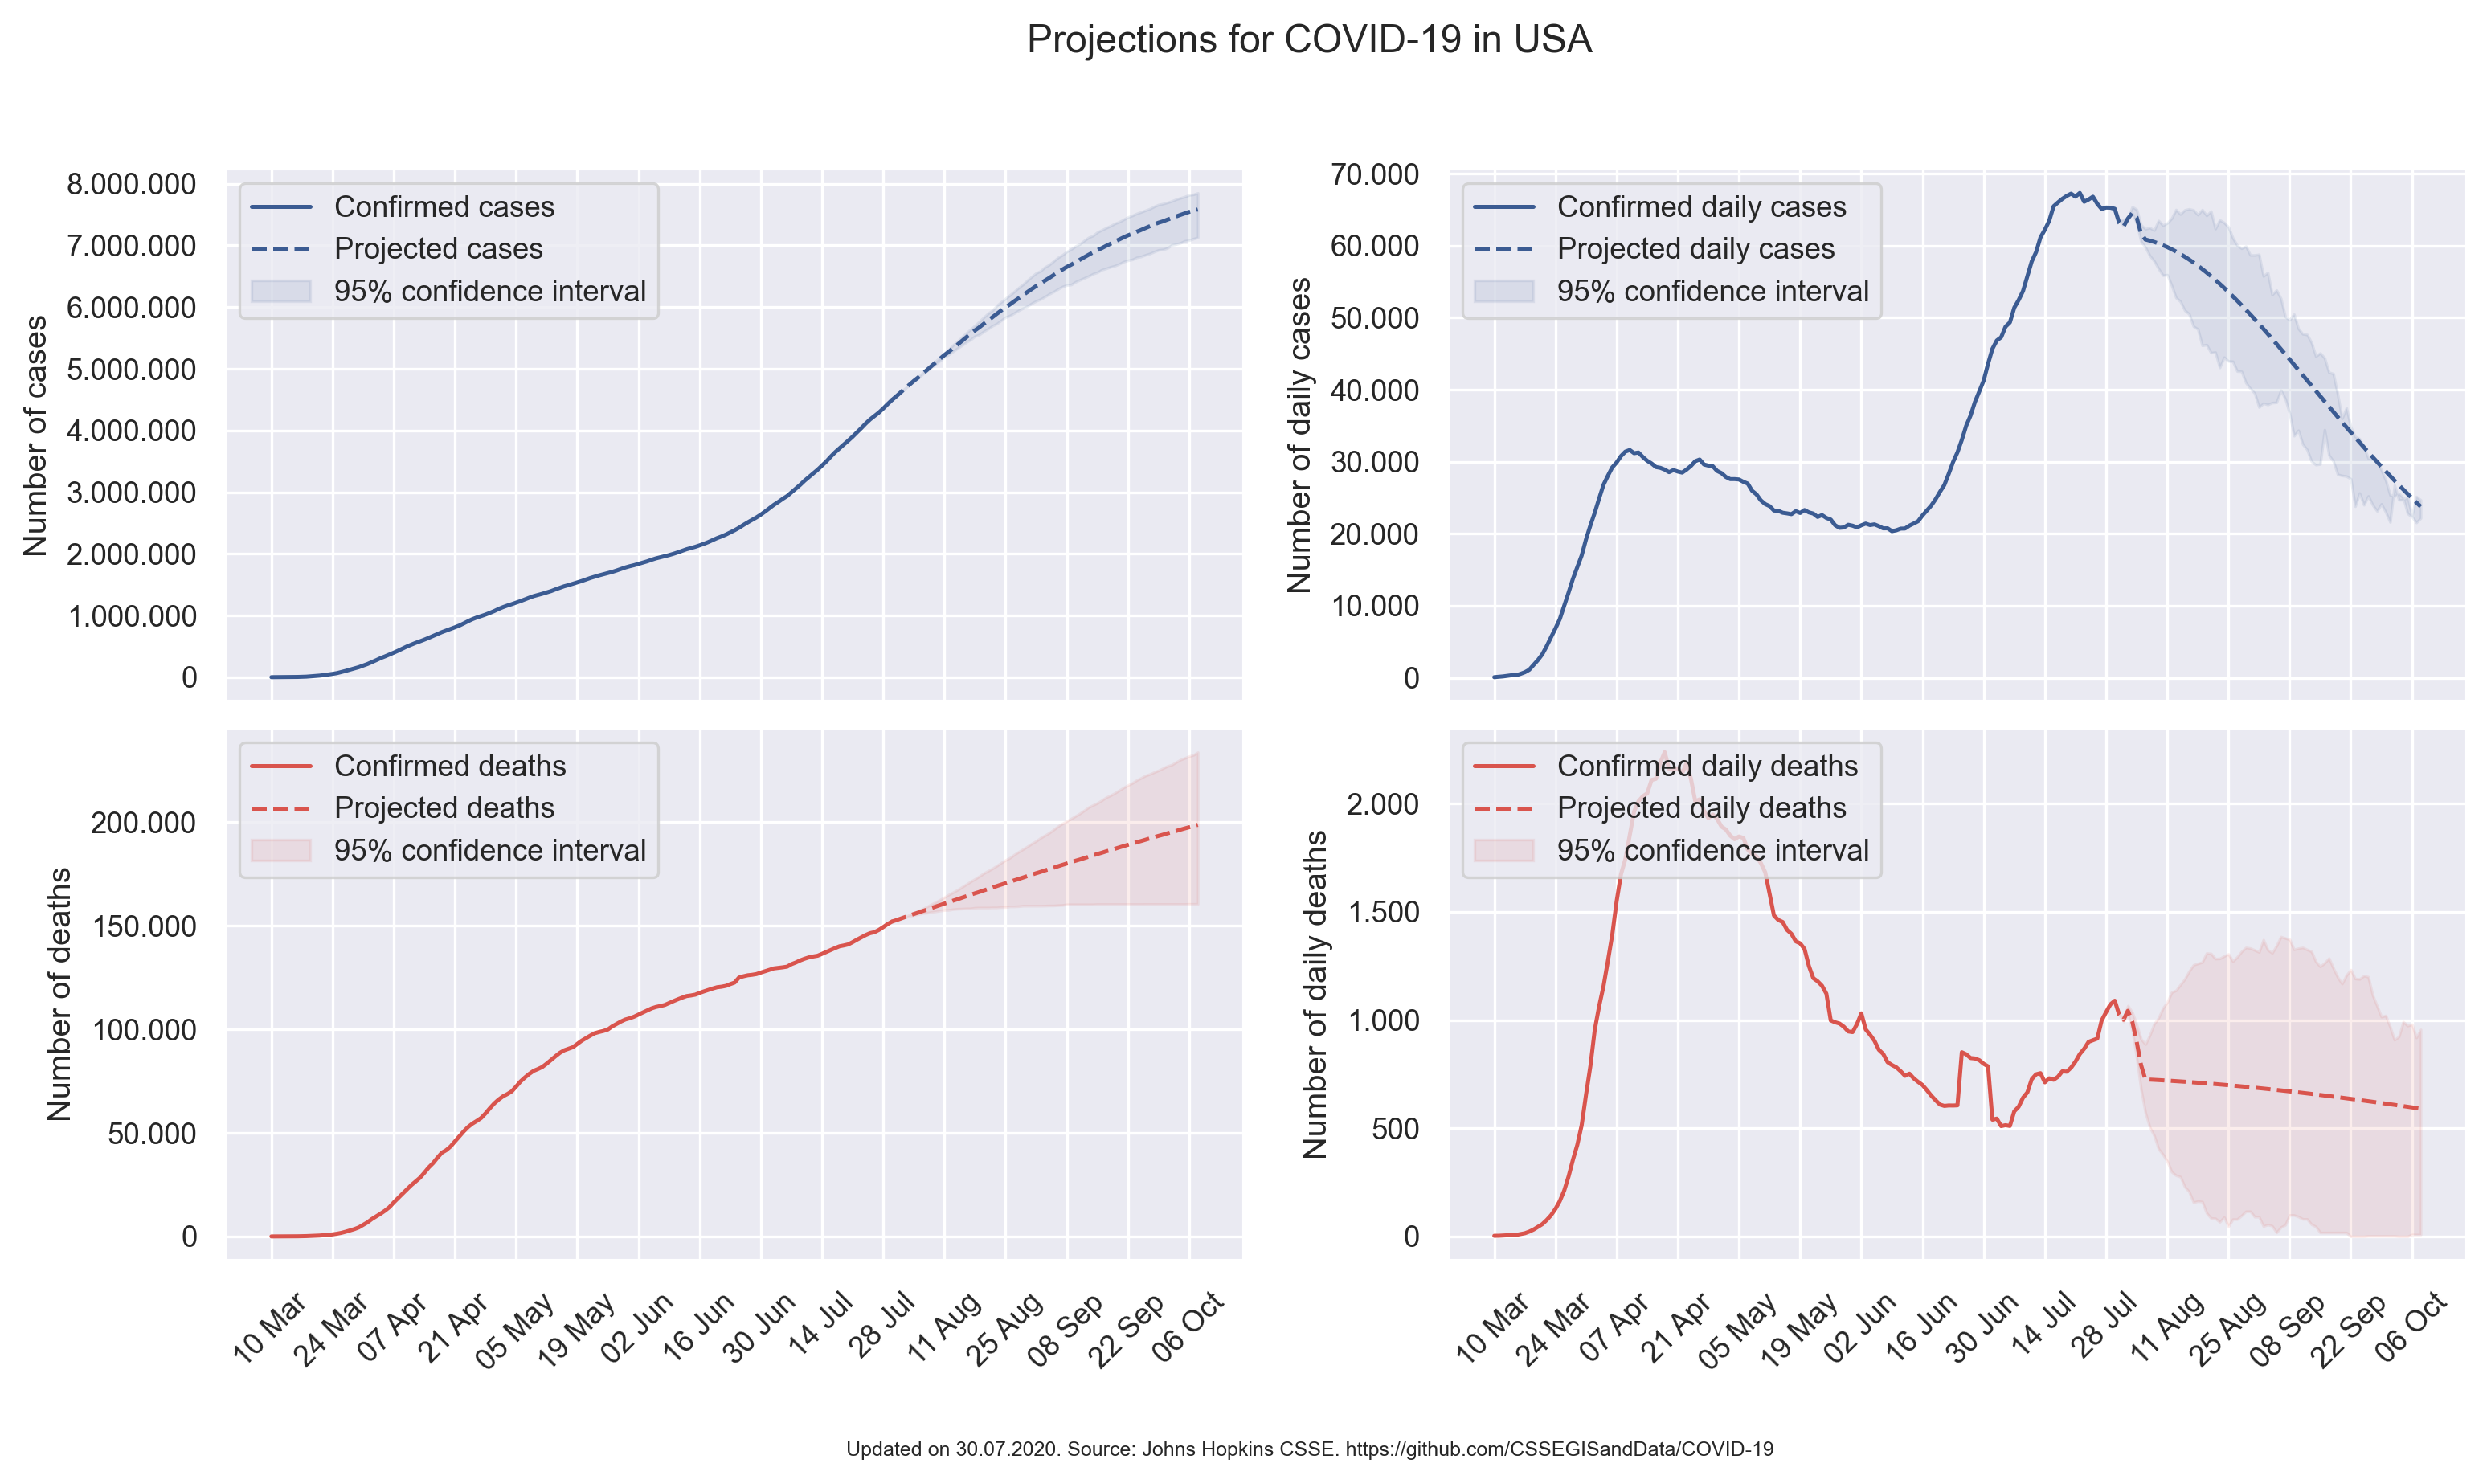 Projections for COVID-19 in USA
8.000.000
7.000.000
6.000.000
5.000.000
4.000.000
3.000.000
2.000.000
1.000.000
0
Number of cases
Confirmed cases
Projected cases
95% confidence interval
70.000
60.000
50.000
40.000
30.000
20.000
10.000
0
Number of daily cases
Confirmed daily cases
Projected daily cases
95% confidence interval
200.000
150.000
100.000
50.000
0
Number of deaths
Confirmed deaths
Projected deaths
95% confidence interval
10 Mar
24 Mar
07 Apr
21 Apr
05 May
19 May
02 Jun
16 Jun
30 Jun
14 Jul
28 Jul
11 Aug
25 Aug
08 Sep
22 Sep
06 Oct
2.000
1.500
1.000
500
0
Number of daily deaths
Confirmed daily deaths
Projected daily deaths
95% confidence interval
10 Mar
24 Mar
07 Apr
21 Apr
05 May
19 May
02 Jun
16 Jun
30 Jun
14 Jul
28 Jul
11 Aug
25 Aug
08 Sep
22 Sep
06 Oct
Updated on 30.07.2020. Source: Johns Hopkins CSSE. https://github.com/CSSEGISandData/COVID-19